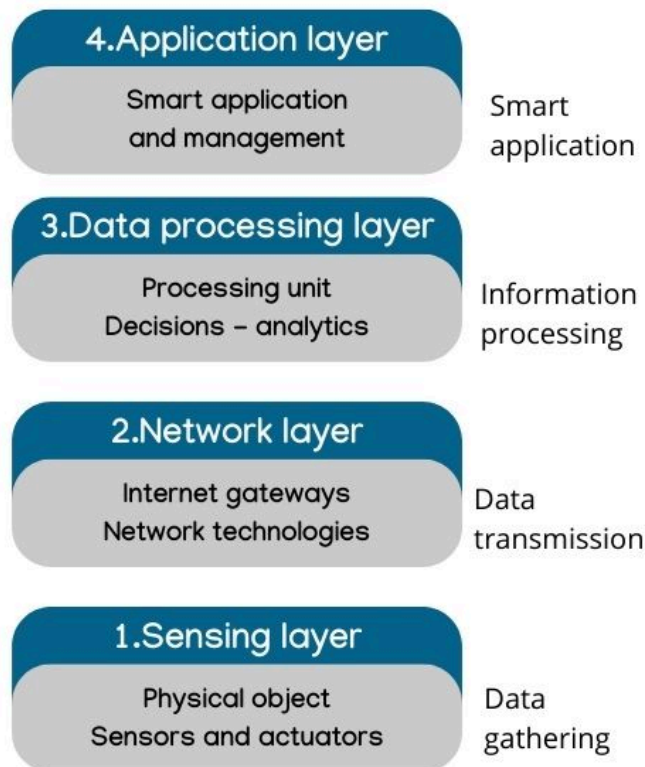 4.Application layer
Smart application
and management
Smart
application
3.Data processing layer
Processing unit
Decisions – analytics
Information
processing
2.Network layer
Internet gateways
Network technologies
Data
transmission
1.Sensing layer
Physical object
Sensors and actuators
Data
gathering